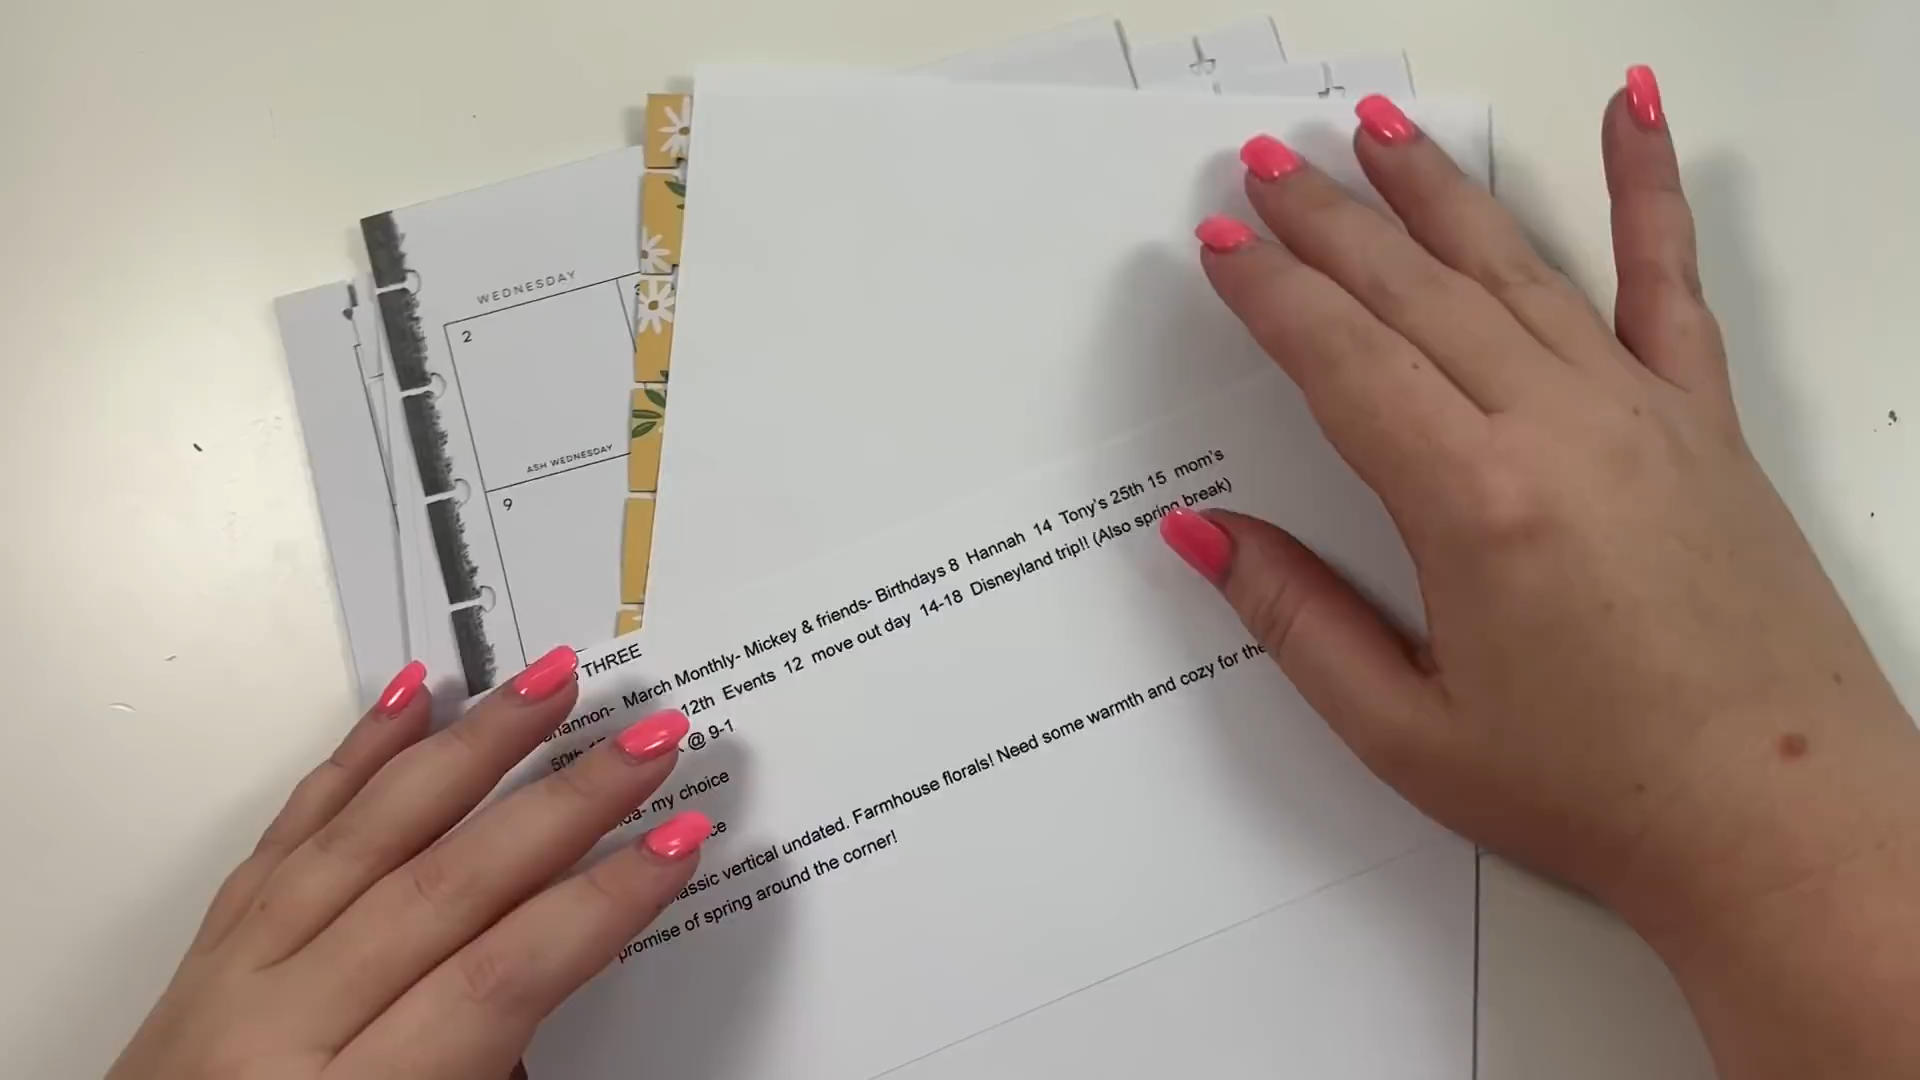 WEDNESDAY
2
ASH WEDNESDAY
9
THREE
March Monthly- Mickey & friends- Birthdays 8 Hannah 14 Tony's 25th 15 mom's
12th Events 12 move out day 14-18 Disneyland trip!! (Also spring break)
@ 9-1
my choice
vertical undated. Farmhouse florals! Need some warmth and cozy for the
promise of spring around the corner!